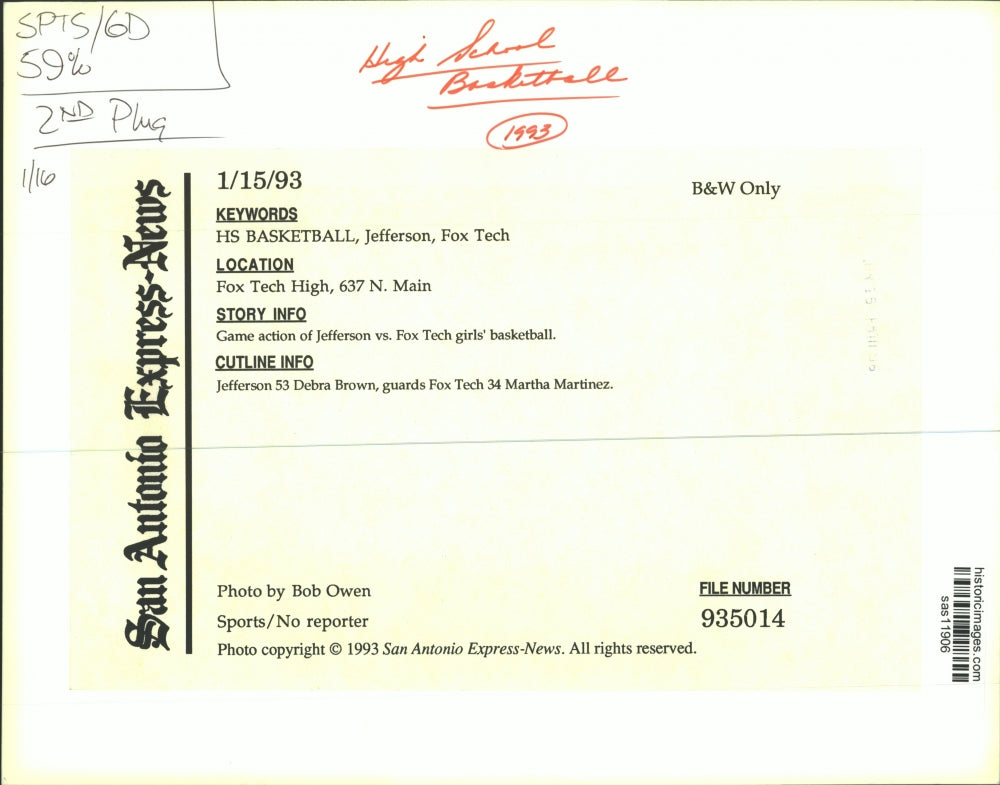 SPTS/6D
59%
2ND Plug
1/16
High School
Basketball
1993
San Antonio Express-News
1/15/93
B&W Only
KEYWORDS
HS BASKETBALL, Jefferson, Fox Tech
LOCATION
Fox Tech High, 637 N. Main
STORY INFO
Game action of Jefferson vs. Fox Tech girls' basketball.
CUTLINE INFO
Jefferson 53 Debra Brown, guards Fox Tech 34 Martha Martinez.
Photo by Bob Owen
Sports/No reporter
Photo copyright © 1993 San Antonio Express-News. All rights reserved.
FILE NUMBER
935014
historicimages.com
sas11906